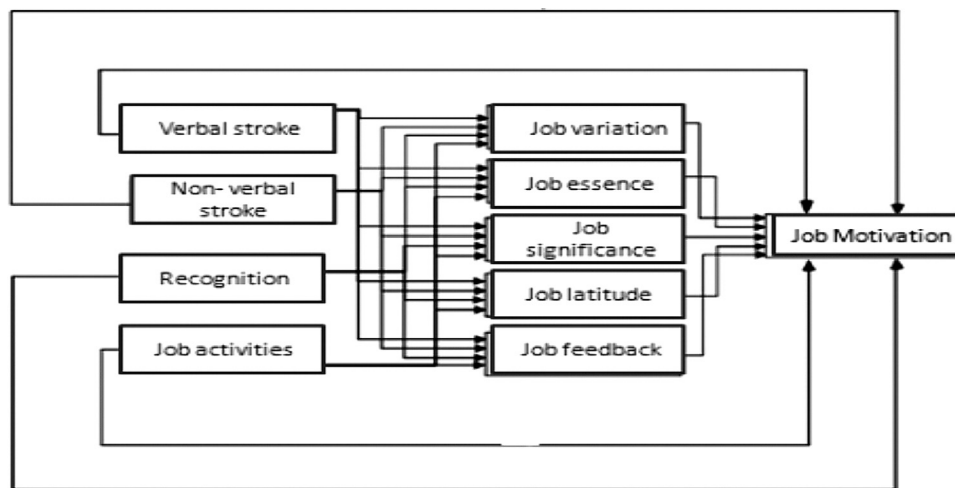 Verbal stroke
Non- verbal
stroke
Recognition
Job activities
Job variation
Job essence
Job
significance
Job latitude
Job feedback
Job Motivation